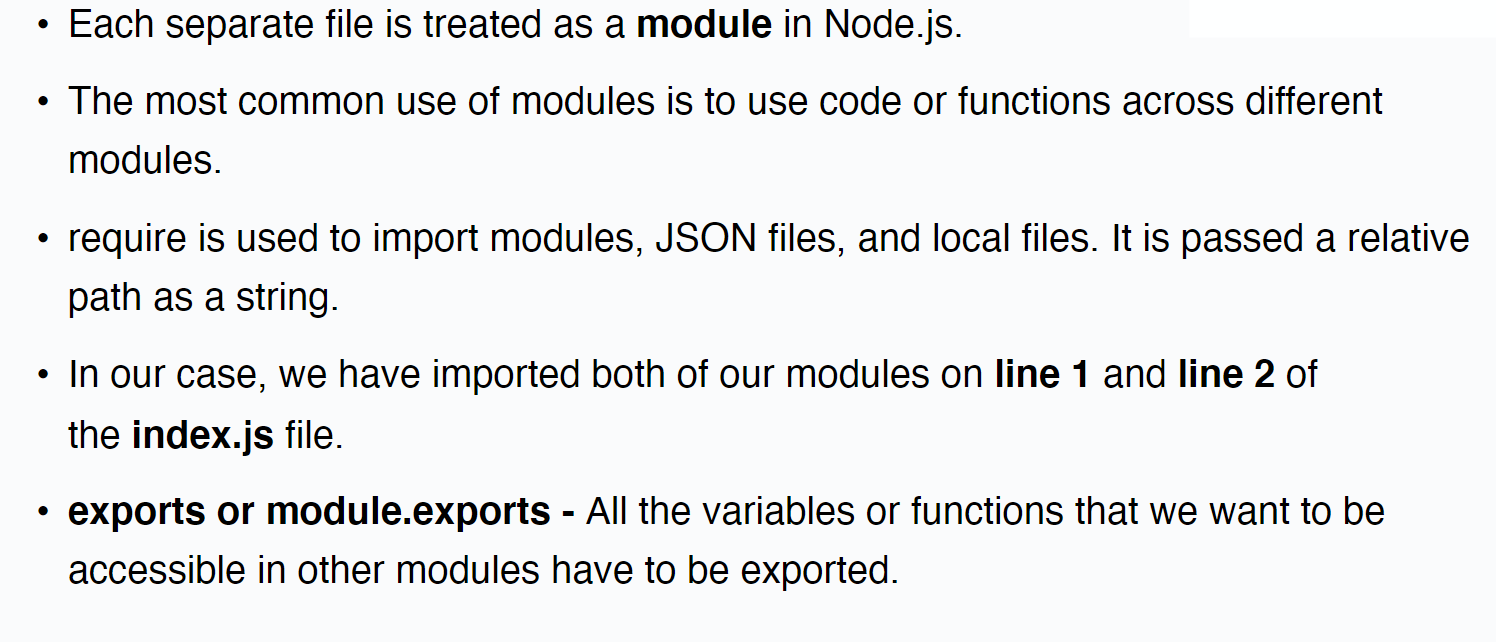 • Each separate file is treated as a module in Node.js.
• The most common use of modules is to use code or functions across different
modules.
• require is used to import modules, JSON files, and local files. It is passed a relative
path as a string.
• In our case, we have imported both of our modules on line 1 and line 2 of
the index.js file.
• exports or module.exports - All the variables or functions that we want to be
accessible in other modules have to be exported.